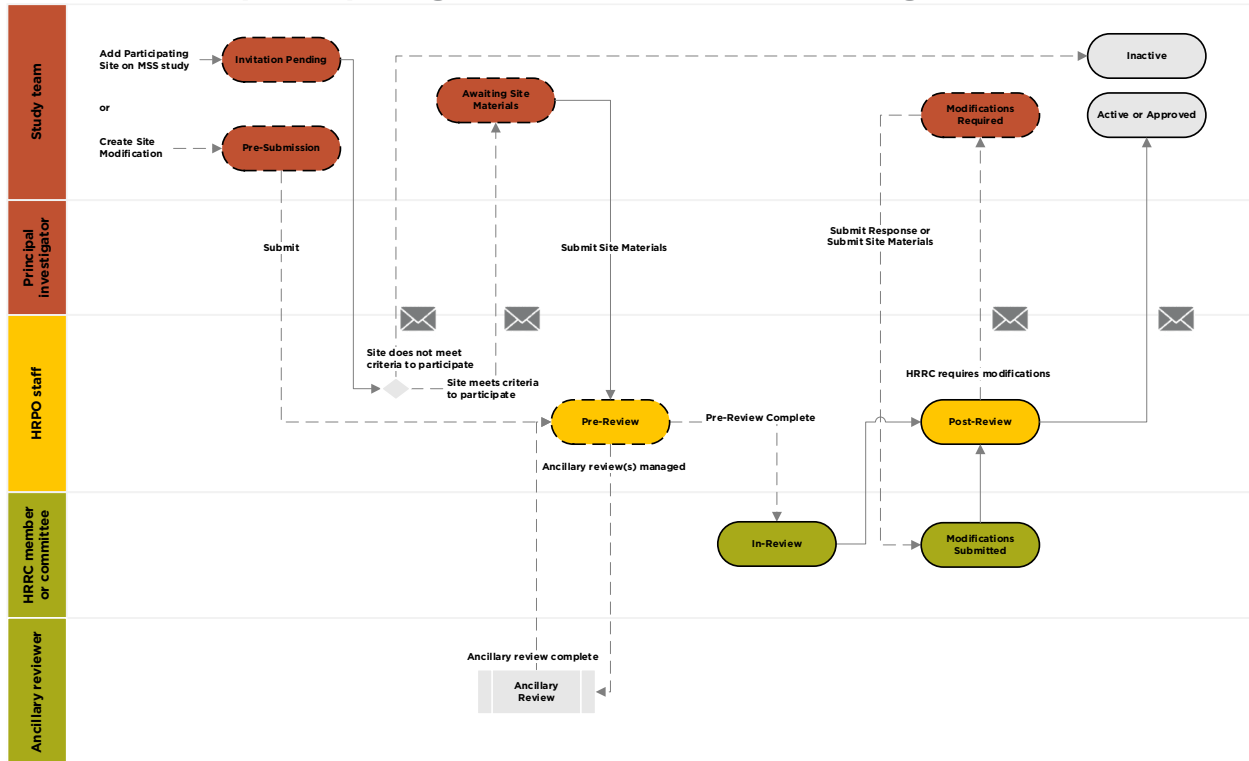 Study team
Add Participating
Site on MSS study
or
Create Site
Modification
Invitation Pending
Pre-Submission
Awaiting Site
Materials
Modifications
Required
Inactive
Active or Approved
Principal
investigator
Submit
Submit Site Materials
Submit Response or
Submit Site Materials
HRPO staff
Site does not meet
criteria to participate
Site meets criteria
to participate
HRRC requires modifications
Pre-Review
Pre-Review Complete
Post-Review
Ancillary review(s) managed
HRRC member
or committee
In-Review
Modifications
Submitted
Ancillary reviewer
Ancillary review complete
Ancillary
Review